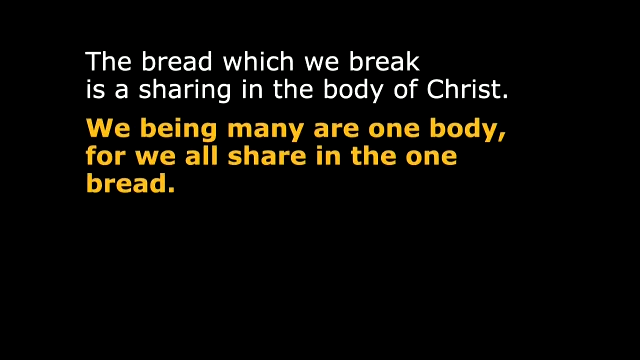 The bread which we break
is a sharing in the body of Christ.
We being many are one body,
for we all share in the one
bread.